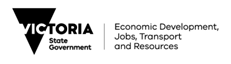 VICTORIA
State
Government
Economic Development,
Jobs, Transport
and Resources